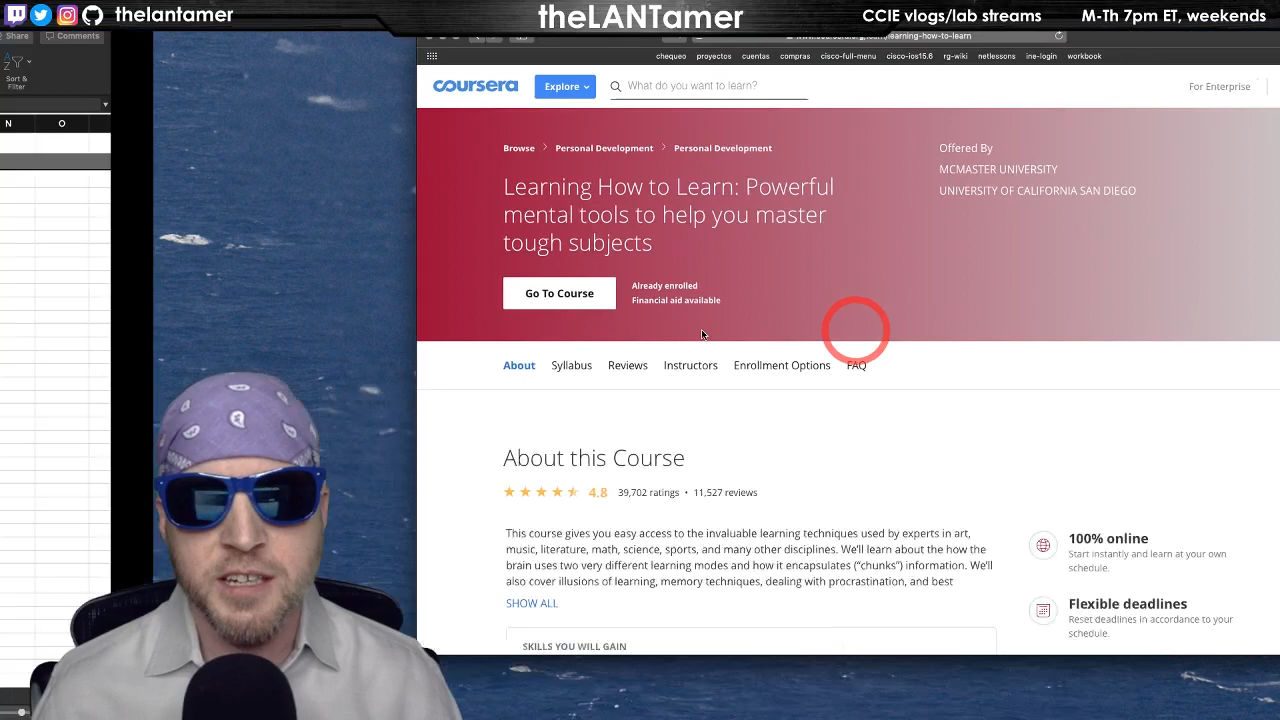 thelantamer
theLANTamer
CCIE vlogs/lab streams
M-Th 7pm ET, weekends
Share
Comments
Sort &
Filter
N
O
learning-how-to-learn
chequeo
proyectos
cuentas
compras
cisco-full-menu
cisco-ios15.6
rg-wiki
netlessons
ine-login
workbook
coursera
Explore
What do you want to learn?
For Enterprise
Browse
Personal Development
Personal Development
Learning How to Learn: Powerful
mental tools to help you master
tough subjects
Offered By
MCMASTER UNIVERSITY
UNIVERSITY OF CALIFORNIA SAN DIEGO
Go To Course
Already enrolled
Financial aid available
About
Syllabus
Reviews
Instructors
Enrollment Options
FAQ
About this Course
4.8
39,702 ratings • 11,527 reviews
This course gives you easy access to the invaluable learning techniques used by experts in art,
music, literature, math, science, sports, and many other disciplines. We'll learn about the how the
brain uses two very different learning modes and how it encapsulates (“chunks”) information. We'll
also cover illusions of learning, memory techniques, dealing with procrastination, and best
SHOW ALL
SKILLS YOU WILL GAIN
100% online
Start instantly and learn at your own
schedule.
Flexible deadlines
Reset deadlines in accordance to your
schedule.